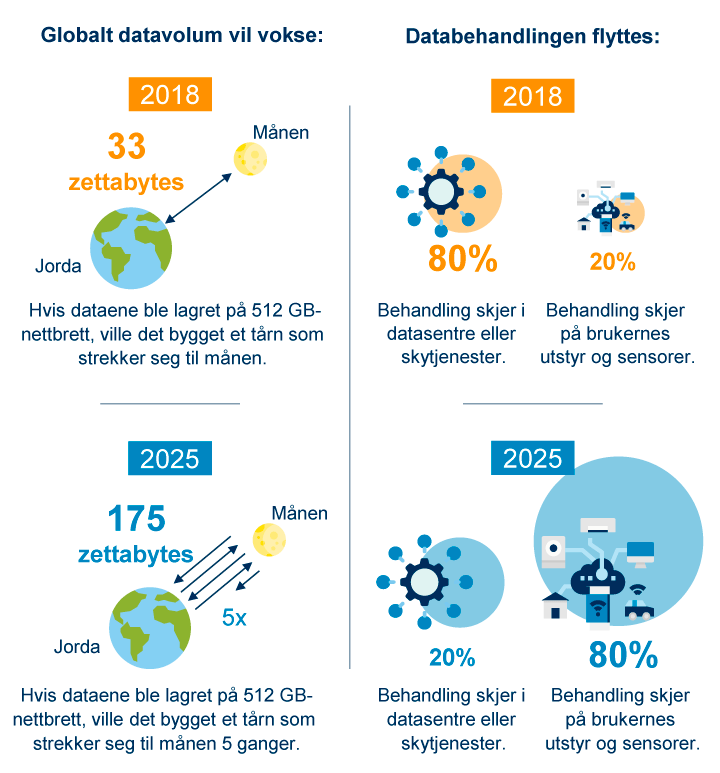 Globalt datavolum vil vokse:
2018
33
zettabytes
Månen
Jorda
Hvis dataene ble lagret på 512 GB-
nettbrett, ville det bygget et tårn som
strekker seg til månen.
2025
175
zettabytes
Månen
5x
Jorda
Hvis dataene ble lagret på 512 GB-
nettbrett, ville det bygget et tårn som
strekker seg til månen 5 ganger.
Databehandlingen flyttes:
2018
80%
Behandling skjer i
datasentre eller
skytjenester.
20%
Behandling skjer
på brukernes
utstyr og sensorer.
2025
20%
Behandling skjer i
datasentre eller
skytjenester.
80%
Behandling skjer
på brukernes
utstyr og sensorer.